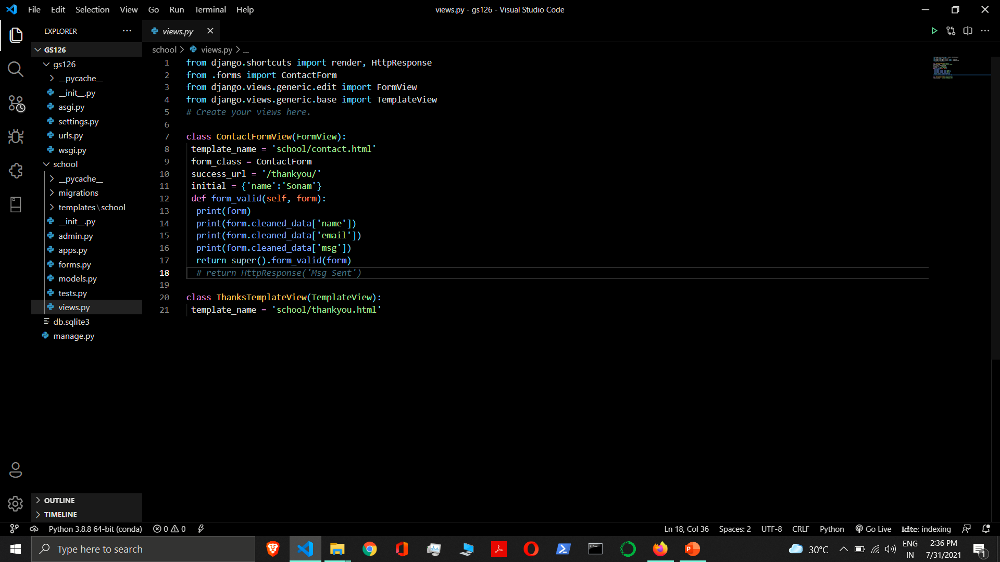 File Edit Selection View Go Run Terminal Help
views.py - gs126 - Visual Studio Code
EXPLORER
views.py
GS126
gs126
__pycache__
__init__.py
asgi.py
settings.py
urls.py
wsgi.py
school
__pycache__
migrations
templates\school
__init__.py
admin.py
apps.py
forms.py
models.py
tests.py
views.py
db.sqlite3
manage.py
OUTLINE
TIMELINE
school > views.py > ...
1 from django.shortcuts import render, HttpResponse
2 from .forms import ContactForm
3 from django.views.generic.edit import FormView
4 from django.views.generic.base import TemplateView
5 # Create your views here.
6
7 class ContactFormView(FormView):
8 template_name = 'school/contact.html'
9 form_class = ContactForm
10 success_url = '/thankyou/'
11 initial = {'name':'Sonam'}
12 def form_valid(self, form):
13 print(form)
14 print(form.cleaned_data['name'])
15 print(form.cleaned_data['email'])
16 print(form.cleaned_data['msg'])
17 return super().form_valid(form)
18 # return HttpResponse('Msg Sent')
19
20 class ThanksTemplateView(TemplateView):
21 template_name = 'school/thankyou.html'
Python 3.8.8 64-bit (conda) 0 0 Ln 18, Col 36 Spaces: 2 UTF-8 CRLF Python Go Live kite: indexing
Type here to search
30°C
ENG
IN
2:36 PM
7/31/2021
1